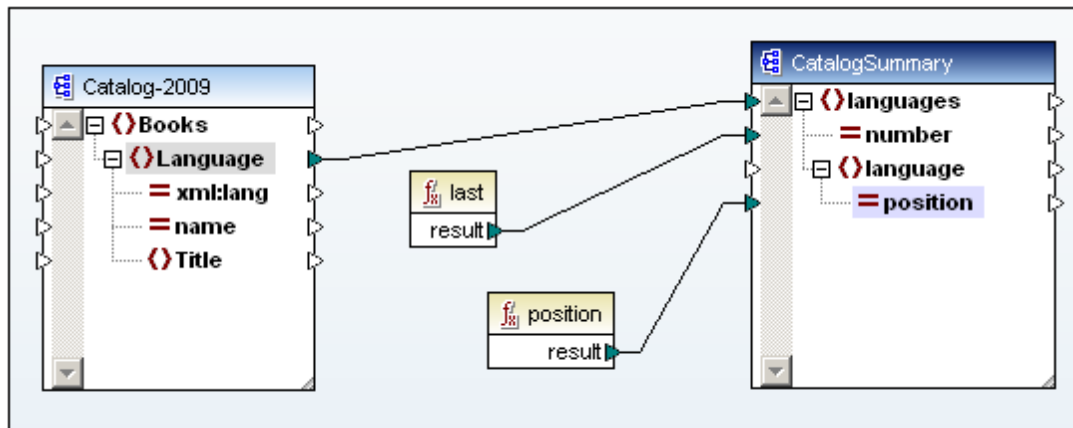 Catalog-2009
Books
Language
xml:lang
name
Title
last
result
position
result
CatalogSummary
languages
number
language
position